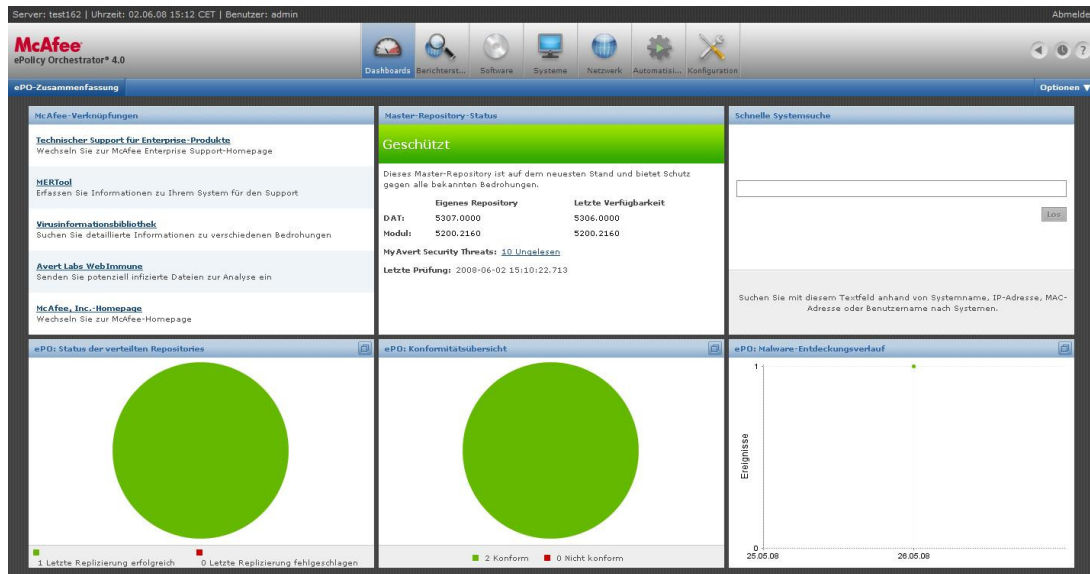 Server: test162 | Uhrzeit: 02.06.08 15:12 CET | Benutzer: admin
Abmelde
McAfee
ePolicy Orchestrator® 4.0
Dashboards
Berichterst...
Software
Systeme
Netzwerk
Automatisi...
Konfiguration
?
ePO-Zusammenfassung
Optionen ▼
McAfee-Verknüpfungen
Technischer Support für Enterprise-Produkte
Wechseln Sie zur McAfee Enterprise Support-Homepage
MERTool
Erfassen Sie Informationen zu Ihrem System für den Support
Virusinformationsbibliothek
Suchen Sie detaillierte Informationen zu verschiedenen Bedrohungen
Avert Labs WebImmune
Senden Sie potenziell infizierte Dateien zur Analyse ein
McAfee, Inc.-Homepage
Wechseln Sie zur McAfee-Homepage
Master-Repository-Status
Geschützt
Dieses Master-Repository ist auf dem neuesten Stand und bietet Schutz
gegen alle bekannten Bedrohungen.
Eigenes Repository Letzte Verfügbarkeit
DAT: 5307.0000 5306.0000
Modul: 5200.2160 5200.2160
MyAvert Security Threats: 10 Ungelesen
Letzte Prüfung: 2008-06-02 15:10:22.713
Schnelle Systemsuche
Los
Suchen Sie mit diesem Textfeld anhand von Systemname, IP-Adresse, MAC-
Adresse oder Benutzername nach Systemen.
ePO: Status der verteilten Repositories
1 Letzte Replizierung erfolgreich
0 Letzte Replizierung fehlgeschlagen
ePO: Konformitätsübersicht
2 Konform
0 Nicht konform
ePO: Malware-Entdeckungsverlauf
1
Ereignisse
0
25.05.08
26.05.08